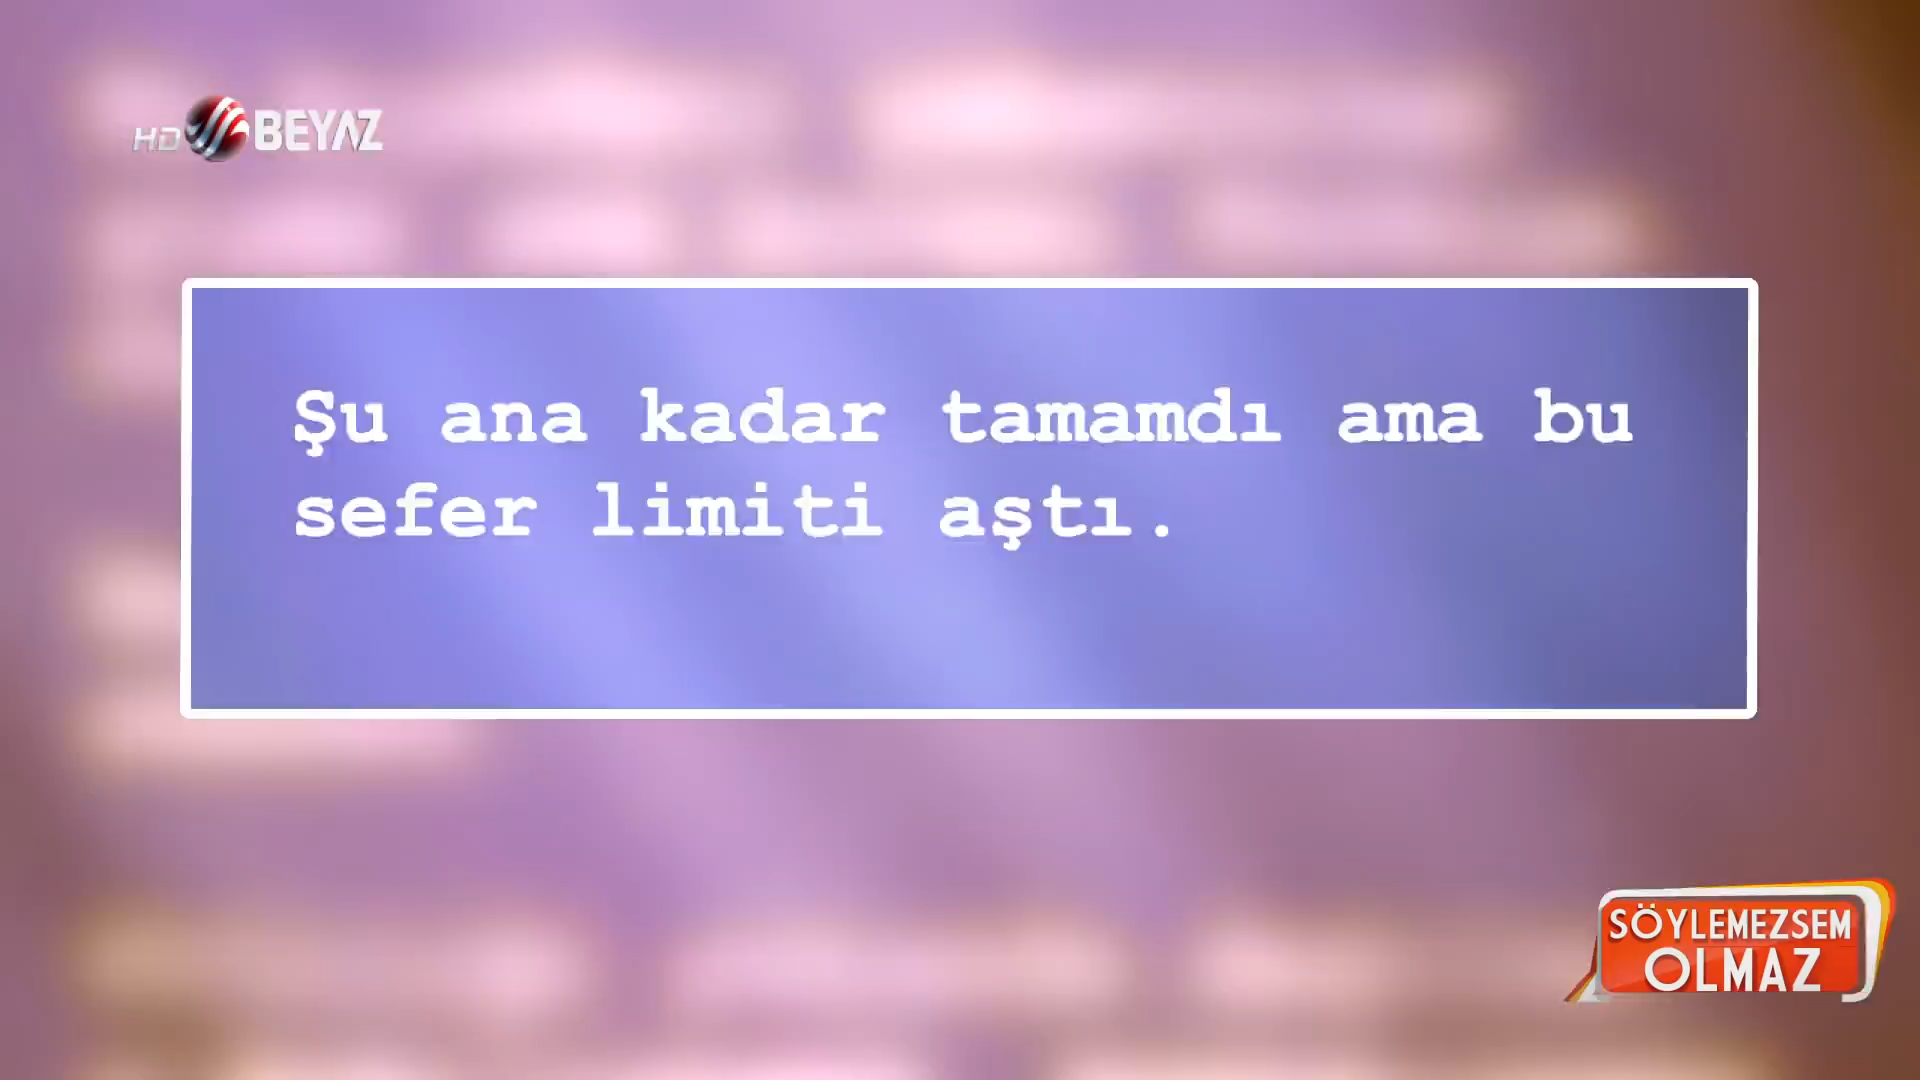 HD BEYAZ
Şu ana kadar tamamdı ama bu
sefer limiti aştı.
SÖYLEMEZSEM
OLMAZ